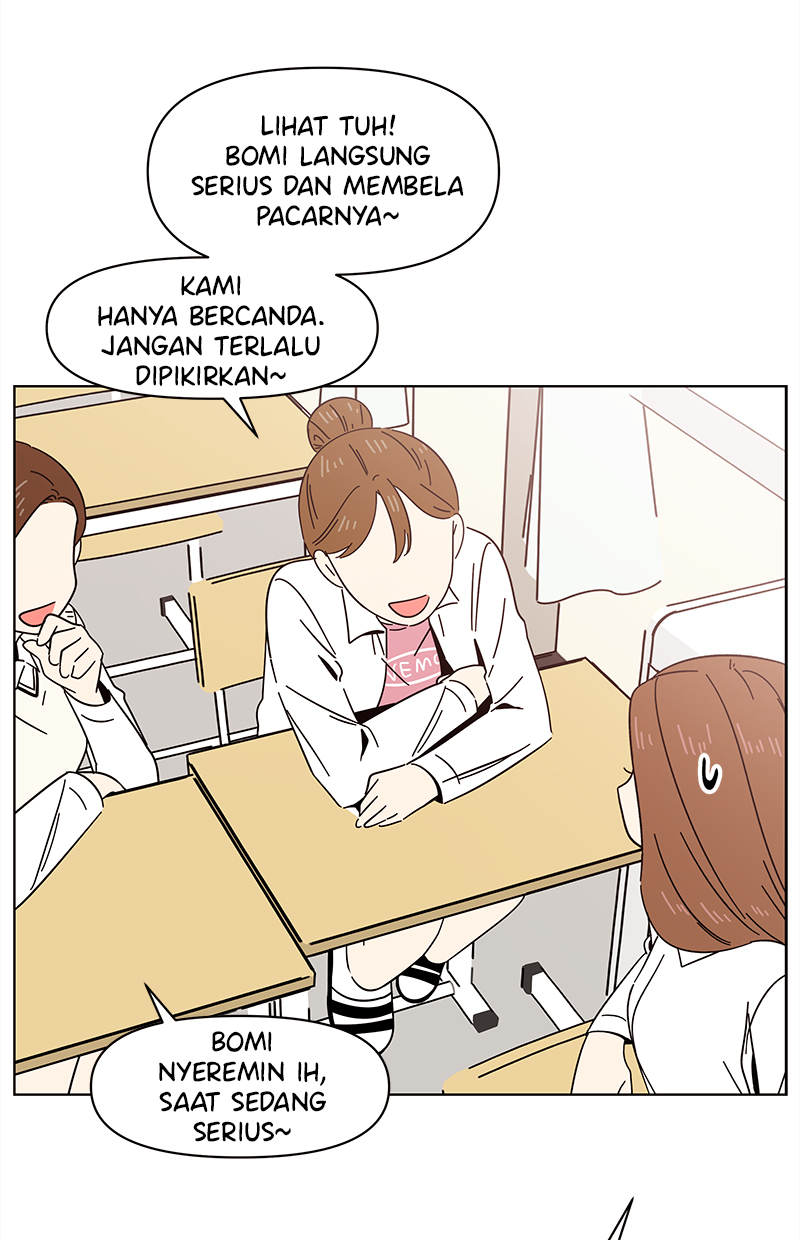 LIHAT TUH!
BOMI LANGSUNG
SERIUS DAN MEMBELA
PACARNYA~
KAMI
HANYA BERCANDA.
JANGAN TERLALU
DIPIKIRKAN~
VEMO
BOMI
NYEREMIN IH,
SAAT SEDANG
SERIUS~